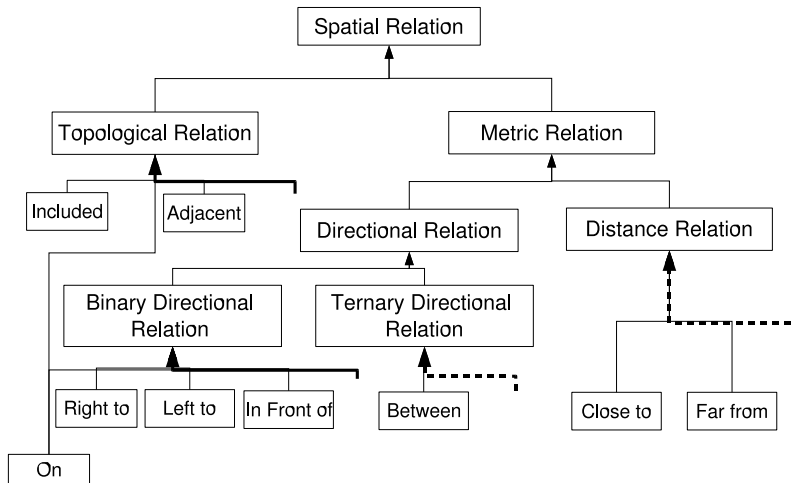 Spatial Relation
Topological Relation
Metric Relation
Included
Adjacent
Directional Relation
Distance Relation
Binary Directional
Relation
Ternary Directional
Relation
Right to
Left to
In Front of
Between
Close to
Far from
On